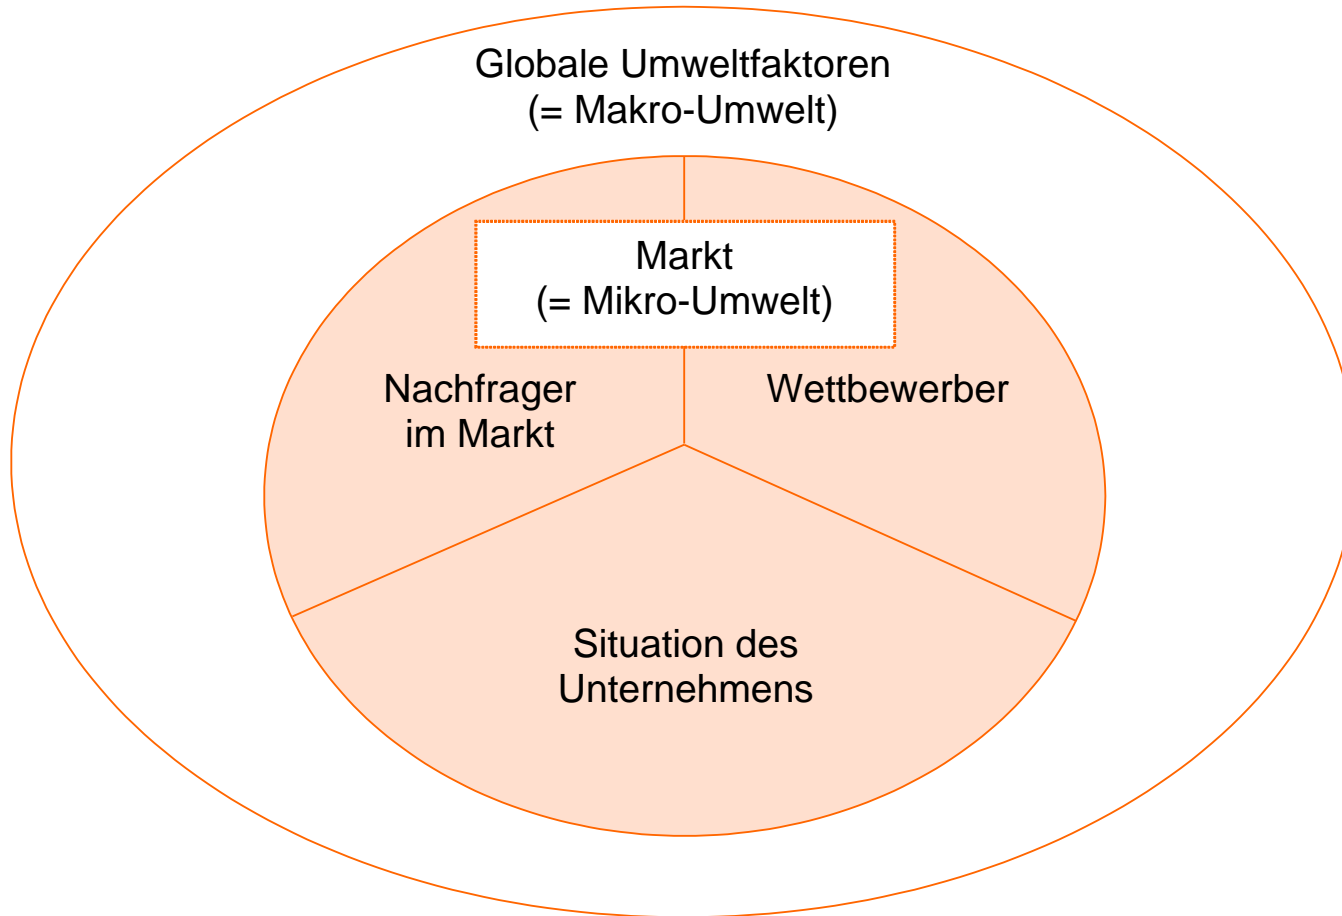 Globale Umweltfaktoren
(= Makro-Umwelt)
Markt
(= Mikro-Umwelt)
Nachfrager
im Markt
Wettbewerber
Situation des
Unternehmens